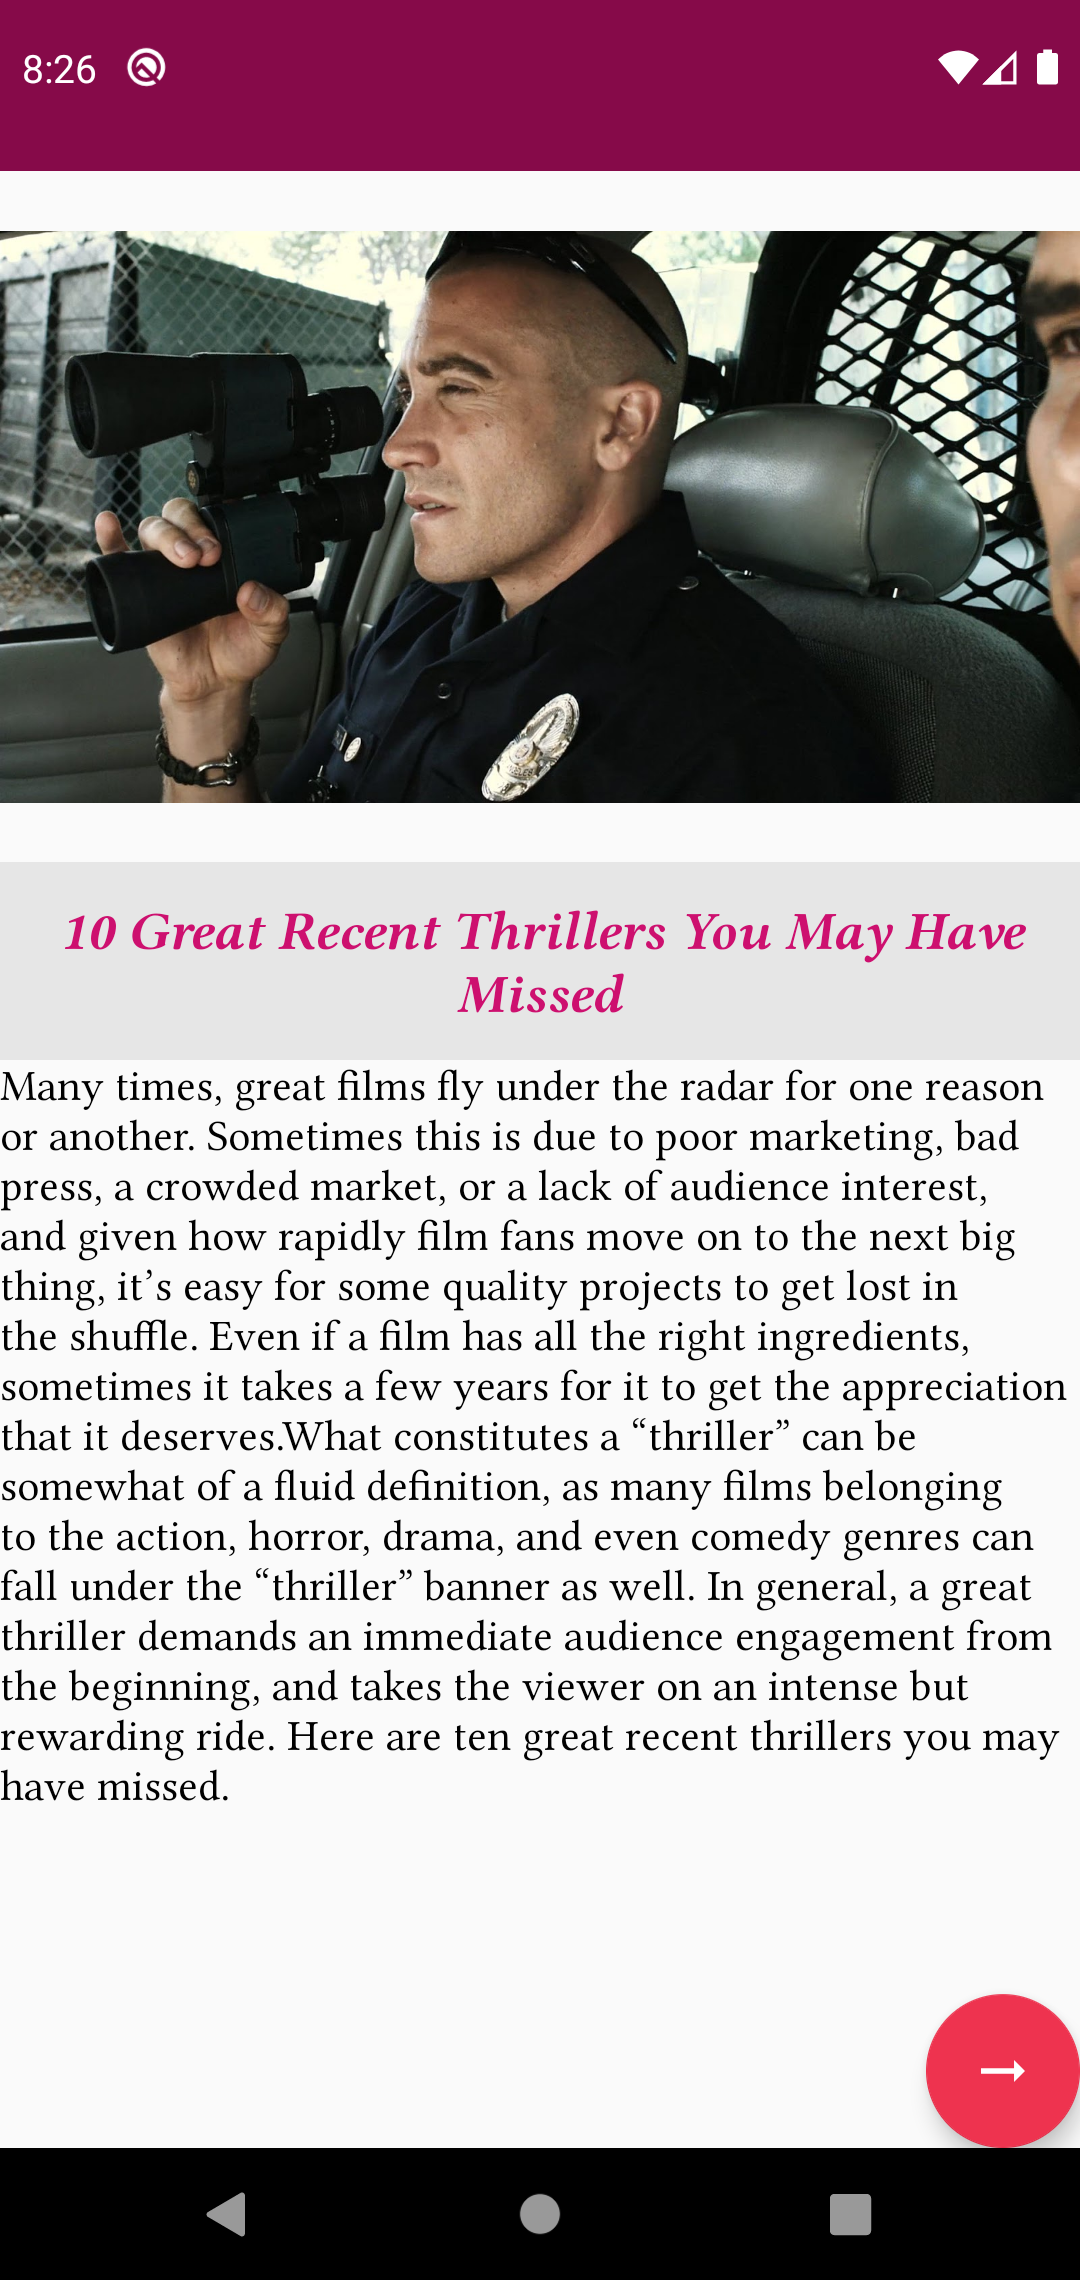 8:26
10 Great Recent Thrillers You May Have
Missed
Many times, great films fly under the radar for one reason
or another. Sometimes this is due to poor marketing, bad
press, a crowded market, or a lack of audience interest,
and given how rapidly film fans move on to the next big
thing, it’s easy for some quality projects to get lost in
the shuffle. Even if a film has all the right ingredients,
sometimes it takes a few years for it to get the appreciation
that it deserves.What constitutes a “thriller” can be
somewhat of a fluid definition, as many films belonging
to the action, horror, drama, and even comedy genres can
fall under the “thriller” banner as well. In general, a great
thriller demands an immediate audience engagement from
the beginning, and takes the viewer on an intense but
rewarding ride. Here are ten great recent thrillers you may
have missed.